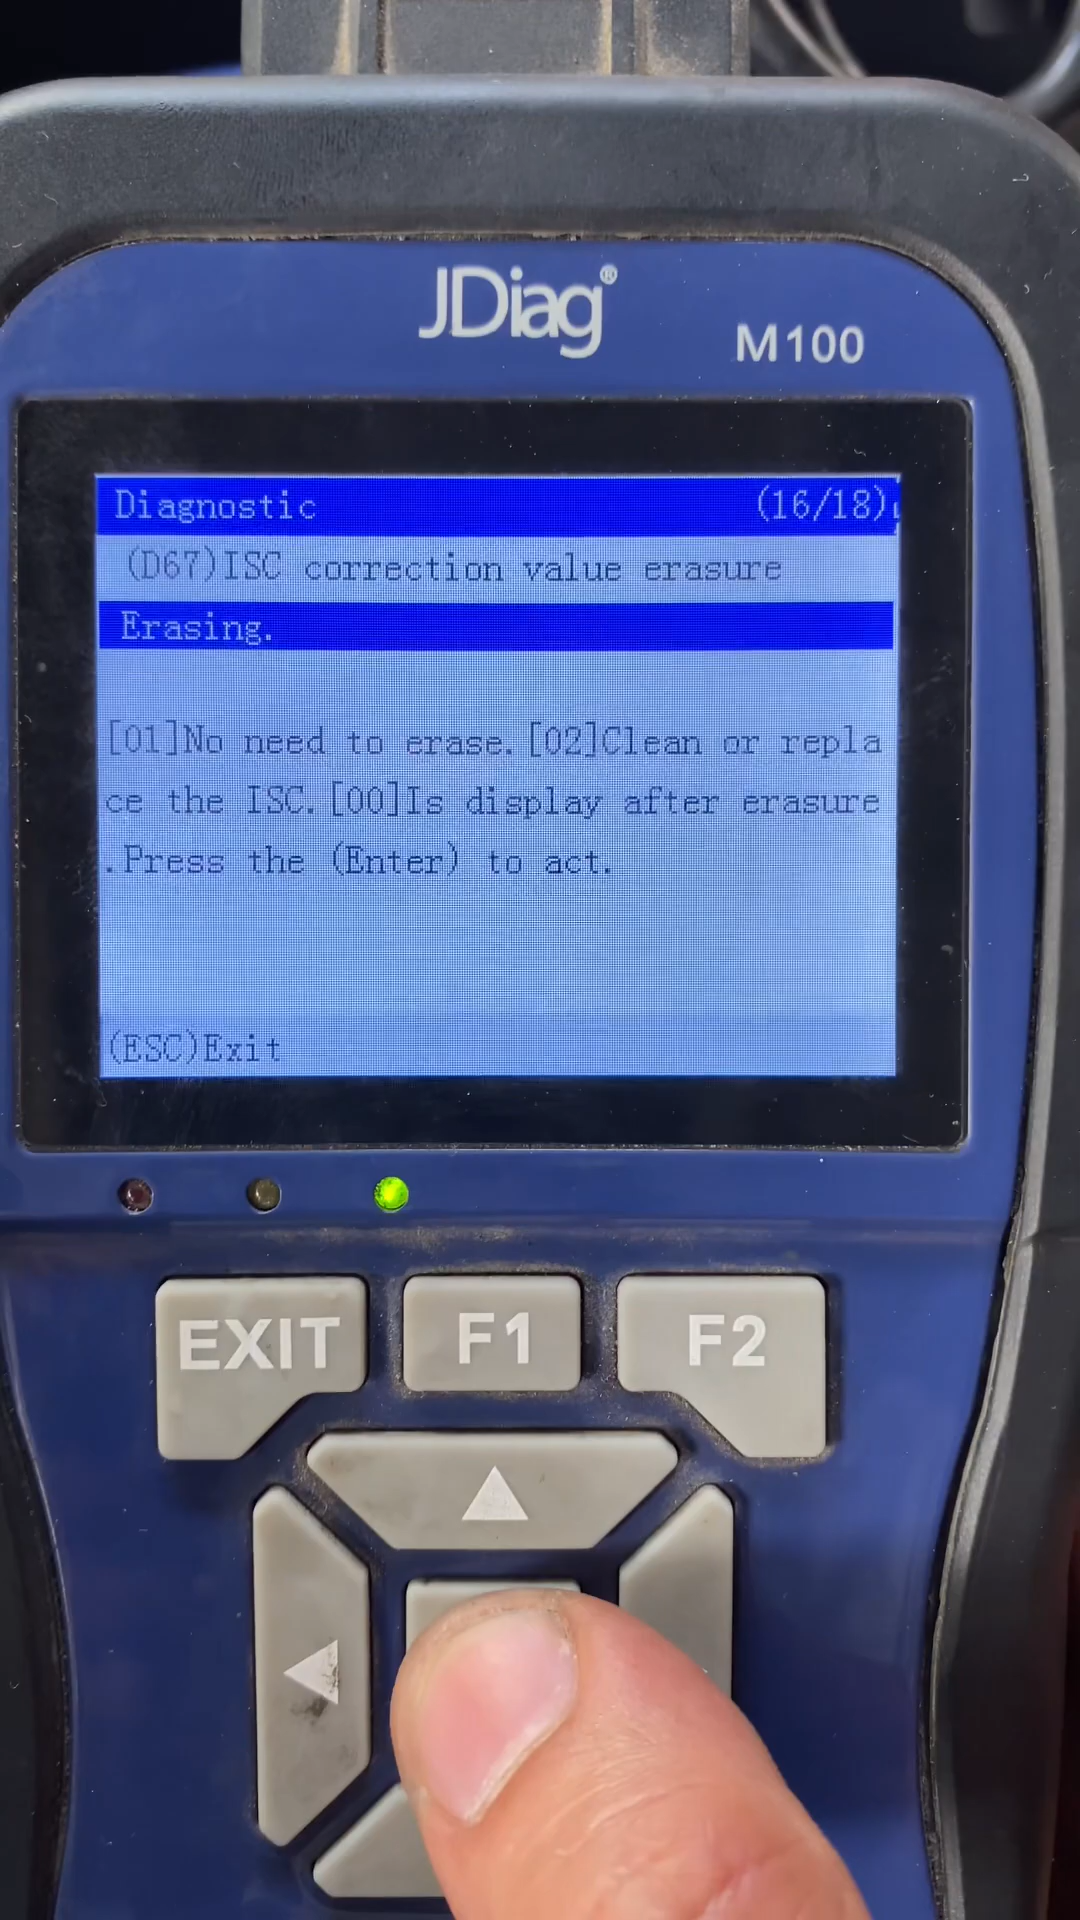 JDiag®
M100
Diagnostic (16/18)
(D67)ISC correction value erasure
Erasing.
[01]No need to erase.[02]Clean or repla
ce the ISC.[00]Is display after erasure
.Press the (Enter) to act.
(ESC)Exit
EXIT F1 F2